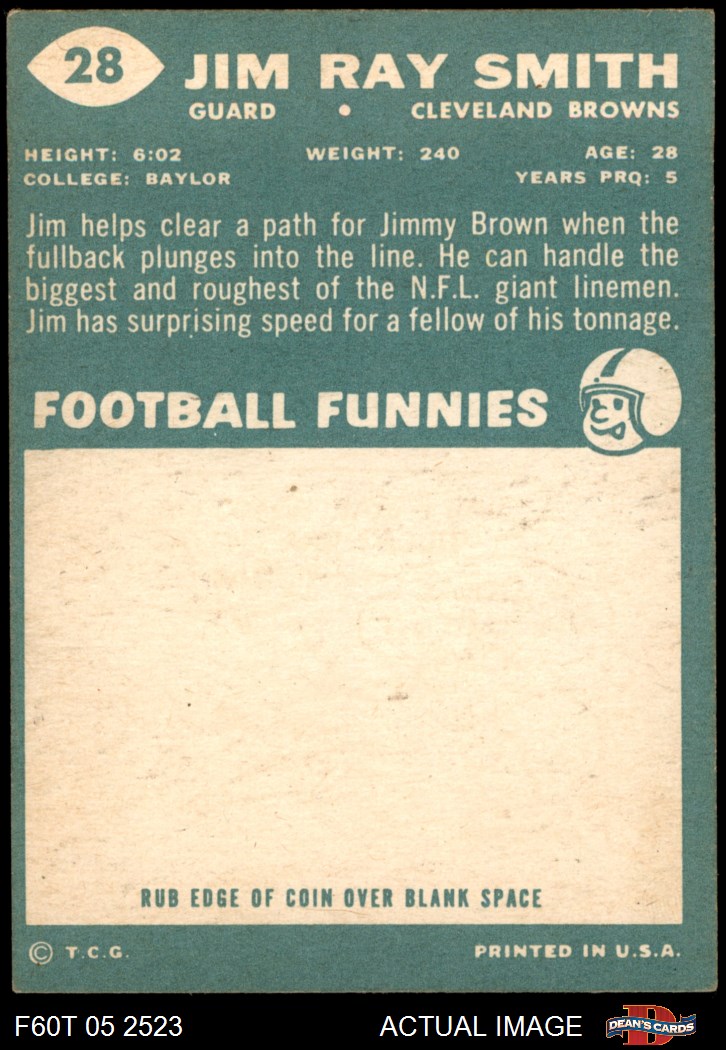 28
JIM RAY SMITH
GUARD • CLEVELAND BROWNS
HEIGHT: 6:02 WEIGHT: 240 AGE: 28
COLLEGE: BAYLOR YEARS PRO: 5
Jim helps clear a path for Jimmy Brown when the
fullback plunges into the line. He can handle the
biggest and roughest of the N.F.L. giant linemen.
Jim has surprising speed for a fellow of his tonnage.
FOOTBALL FUNNIES
RUB EDGE OF COIN OVER BLANK SPACE
© T.C.G. PRINTED IN U.S.A.
F60T 05 2523 ACTUAL IMAGE D DEAN'S CARDS